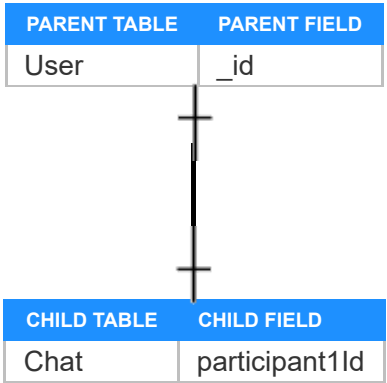 PARENT TABLE PARENT FIELD
User _id
CHILD TABLE CHILD FIELD
Chat participant1Id